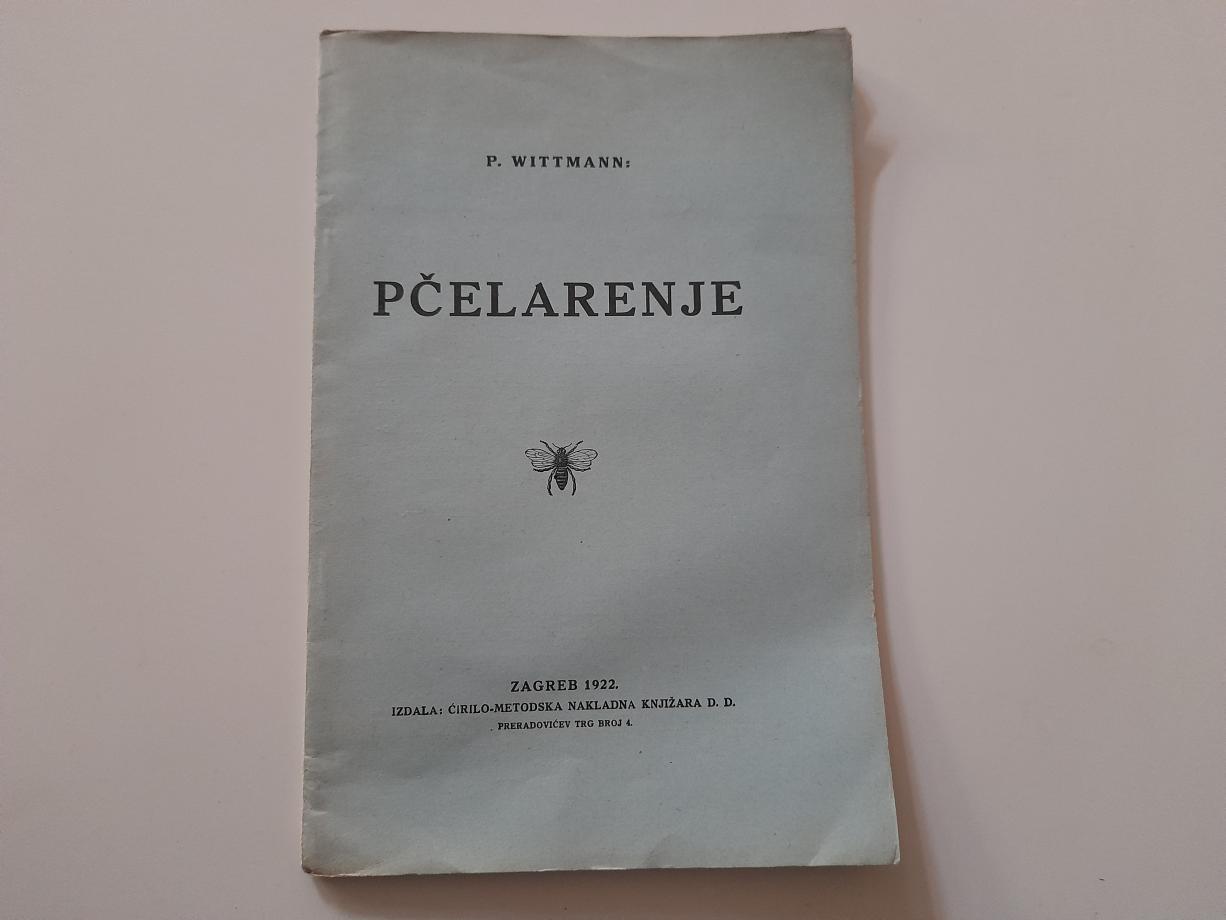 P. WITTMANN:
PČELARENJE
ZAGREB 1922.
IZDALA: ĆIRILO-METODSKA NAKLADNA KNJIŽARA D. D.
PRERADOVIĆEV TRG BROJ 4.